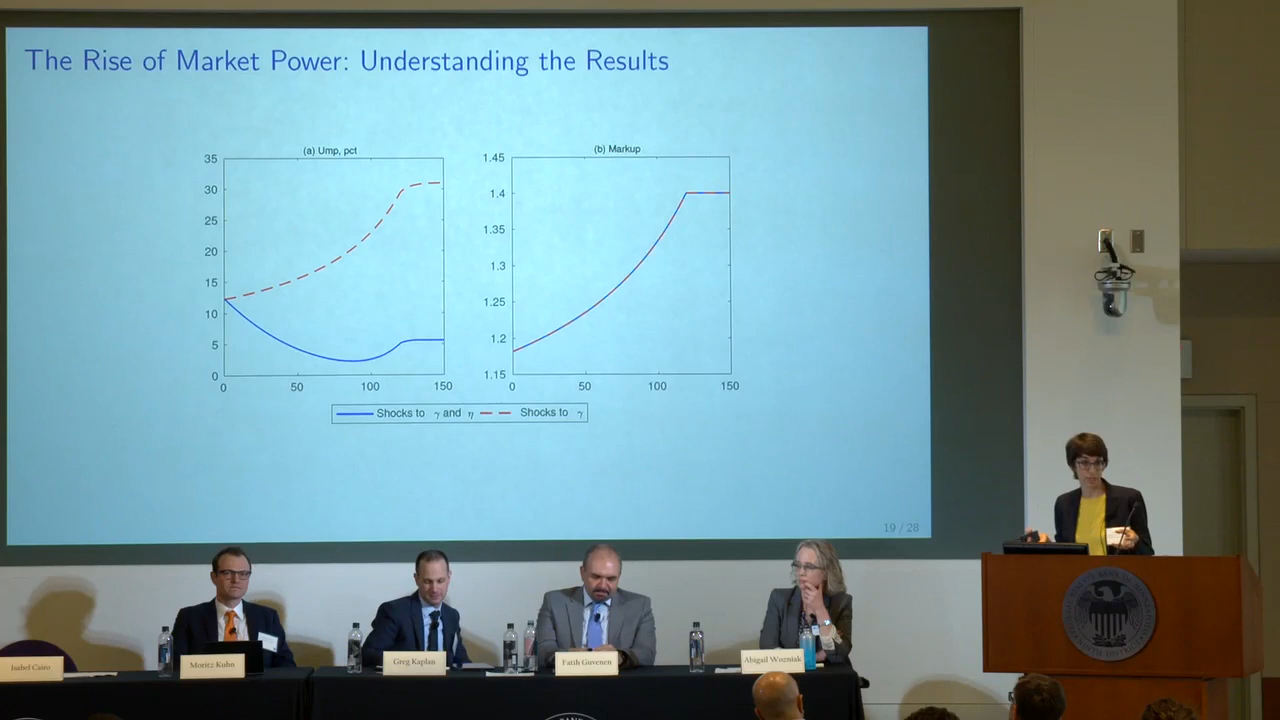 The Rise of Market Power: Understanding the Results
(a) Ump, pct
35
30
25
20
15
10
5
0
0 50 100 150
(b) Markup
1.45
1.4
1.35
1.3
1.25
1.2
1.15
0 50 100 150
Shocks to γ and η Shocks to γ
19 / 28
Isabel Cairo
Moritz Kuhn
Greg Kaplan
Fatih Guvenen
Abigail Wozniak